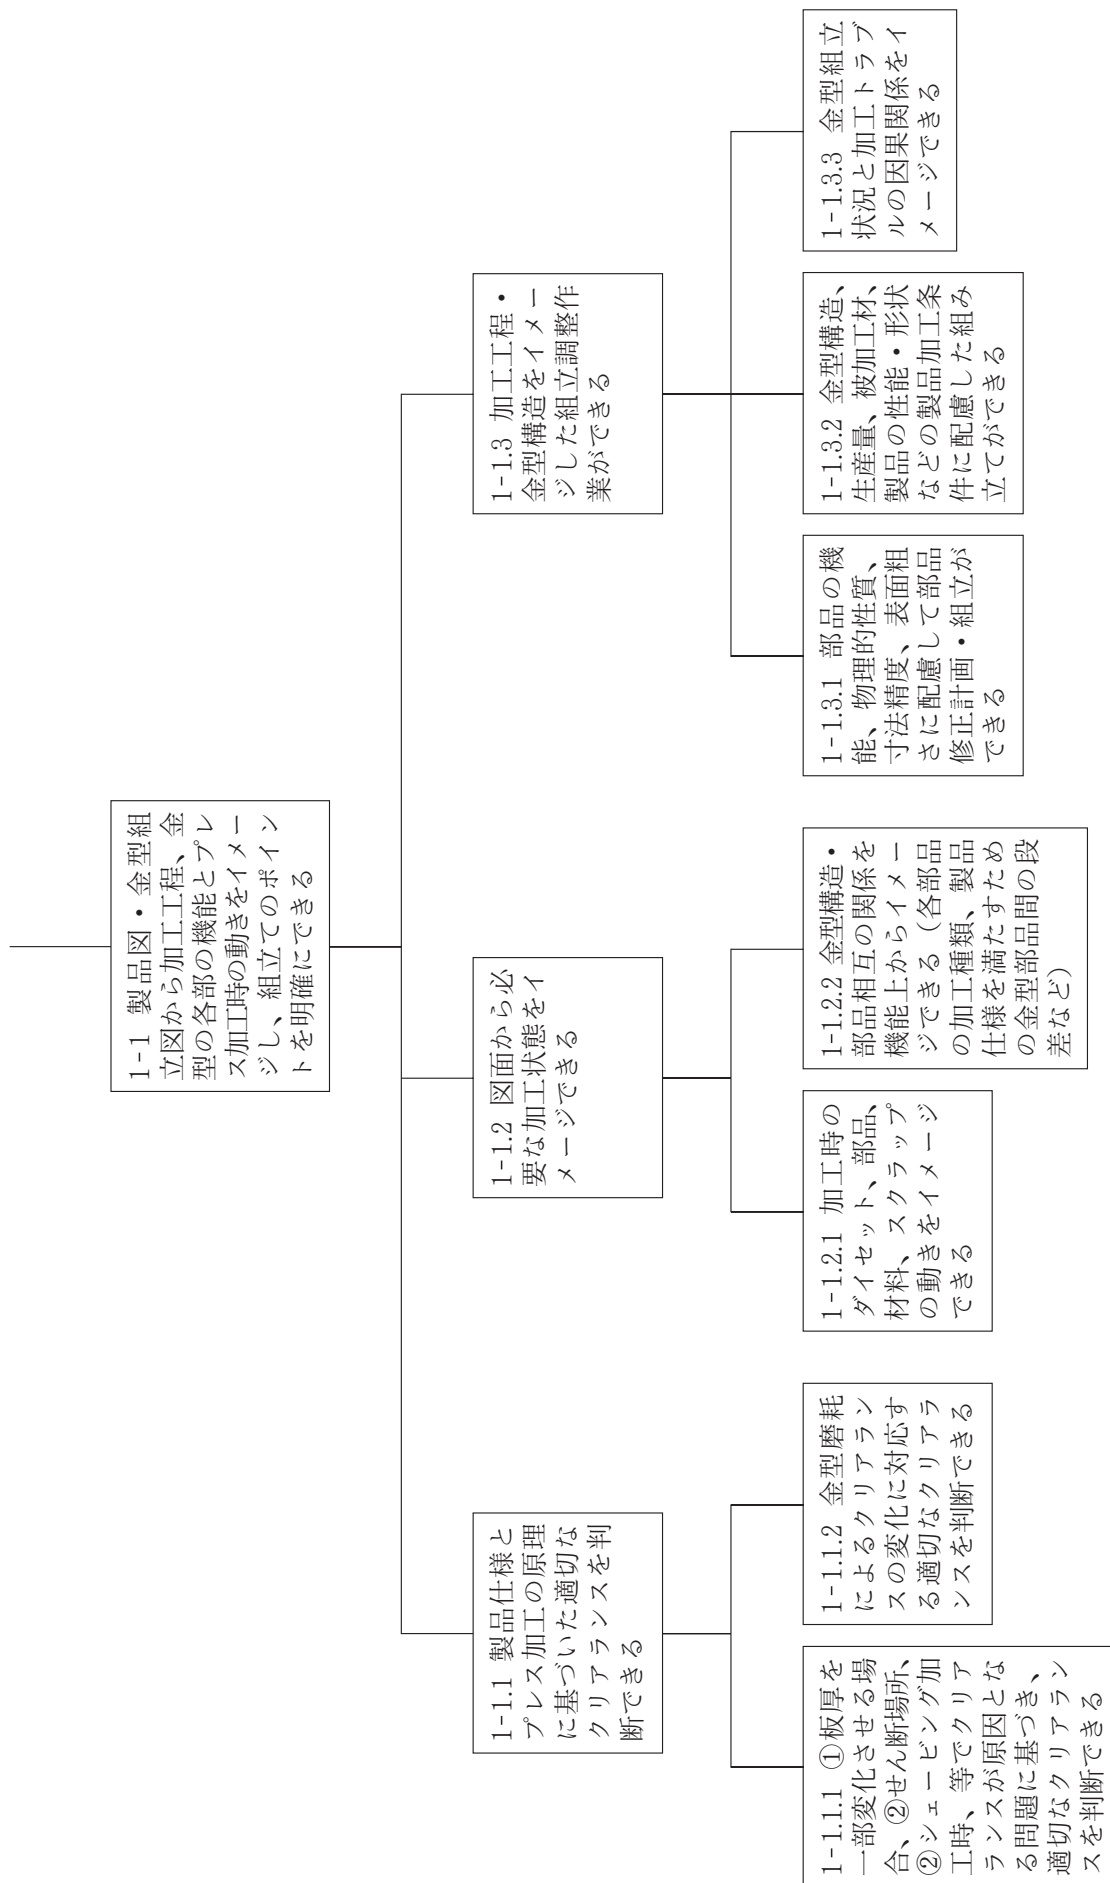 1-1 製品図・金型組
立図から加工工程、金
型の各部の機能とプレ
ス加工時の動きをイメー
ジし、組立てのポイン
トを明確にできる
1-1.1 製品仕様と
プレス加工の原理
に基づいた適切な
クリアランスを判
断できる
1-1.2 図面から必
要な加工状態をイ
メージできる
1-1.3 加工工程・
金型構造をイメー
ジした組立調整作
業ができる
1-1.1.1 ①板厚を
一部変化させる場
合、②せん断場所、
②シェービング加
工時、等でクリア
ランスが原因とな
る問題に基づき、
適切なクリアラン
スを判断できる
1-1.1.2 金型磨耗
によるクリアラン
スの変化に対応す
る適切なクリアラ
ンスを判断できる
1-1.2.1 加工時の
ダイセット、部品、
材料、スクラップ
の動きをイメージ
できる
1-1.2.2 金型構造・
部品相互の関係を
機能上からイメー
ジできる（各部品
の加工種類、製品
仕様を満たすため
の金型部品間の段
差など）
1-1.3.1 部品の機
能、物理的性質、
寸法精度、表面粗
さに配慮して部品
修正計画・組立が
できる
1-1.3.2 金型構造、
生産量、被加工材、
製品の性能・形状
などの製品加工条
件に配慮した組み
立てができる
1-1.3.3 金型組立
状況と加工トラブ
ルの因果関係をイ
メージできる